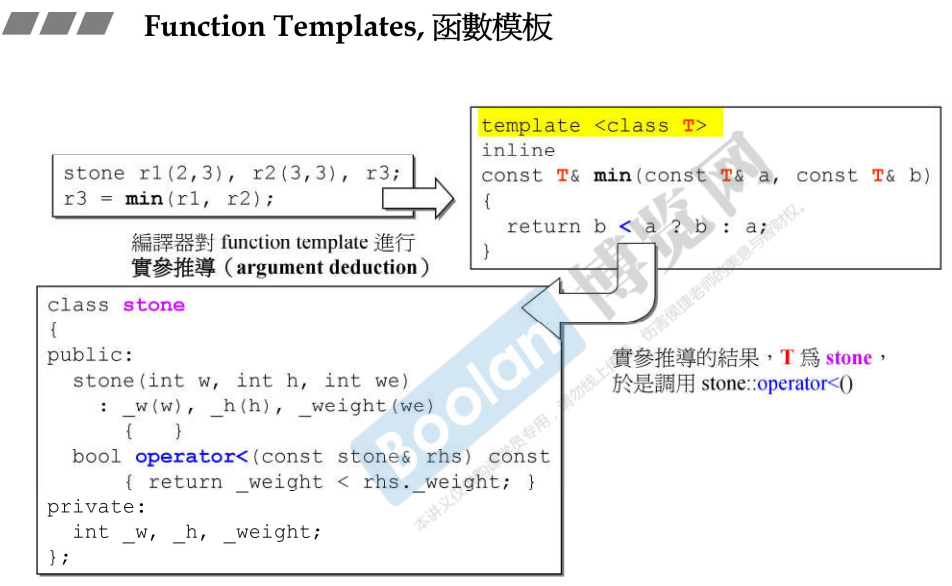 Function Templates, 函數模板
stone r1(2,3), r2(3,3), r3;
r3 = min(r1, r2);
編譯器對 function template 進行
實參推導（argument deduction）
template <class T>
inline
const T& min(const T& a, const T& b)
{
return b < a ? b : a;
}
class stone
{
public:
stone(int w, int h, int we)
: _w(w), _h(h), _weight(we)
{ }
bool operator<(const stone& rhs) const
{ return _weight < rhs._weight; }
private:
int _w, _h, _weight;
};
實參推導的結果，T 為 stone，
於是調用 stone::operator<()
Boolan
博览网